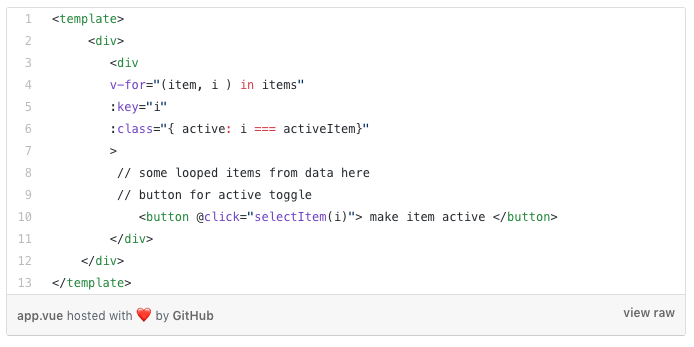 1 <template>
2 <div>
3 <div
4 v-for="(item, i ) in items"
5 :key="i"
6 :class="{ active: i === activeItem}"
7 >
8 // some looped items from data here
9 // button for active toggle
10 <button @click="selectItem(i)"> make item active </button>
11 </div>
12 </div>
13 </template>
app.vue hosted with ❤ by GitHub view raw